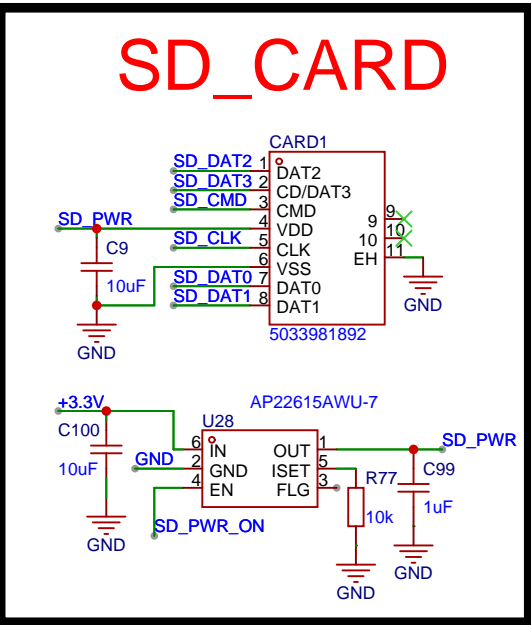 SD_CARD
CARD1
SD_DAT2 1 DAT2
SD_DAT3 2 CD/DAT3
SD_CMD 3 CMD
SD_PWR 4 VDD
SD_CLK 5 CLK
6 VSS
SD_DAT0 7 DAT0
SD_DAT1 8 DAT1
9 9
10 10
EH 11
C9
10uF
GND
GND
5033981892
AP22615AWU-7
U28
+3.3V
C100
10uF
GND
GND
6 IN
2 GND
4 EN
SD_PWR_ON
OUT 1
ISET 5
FLG 3
SD_PWR
R77
10k
GND
C99
1uF
GND